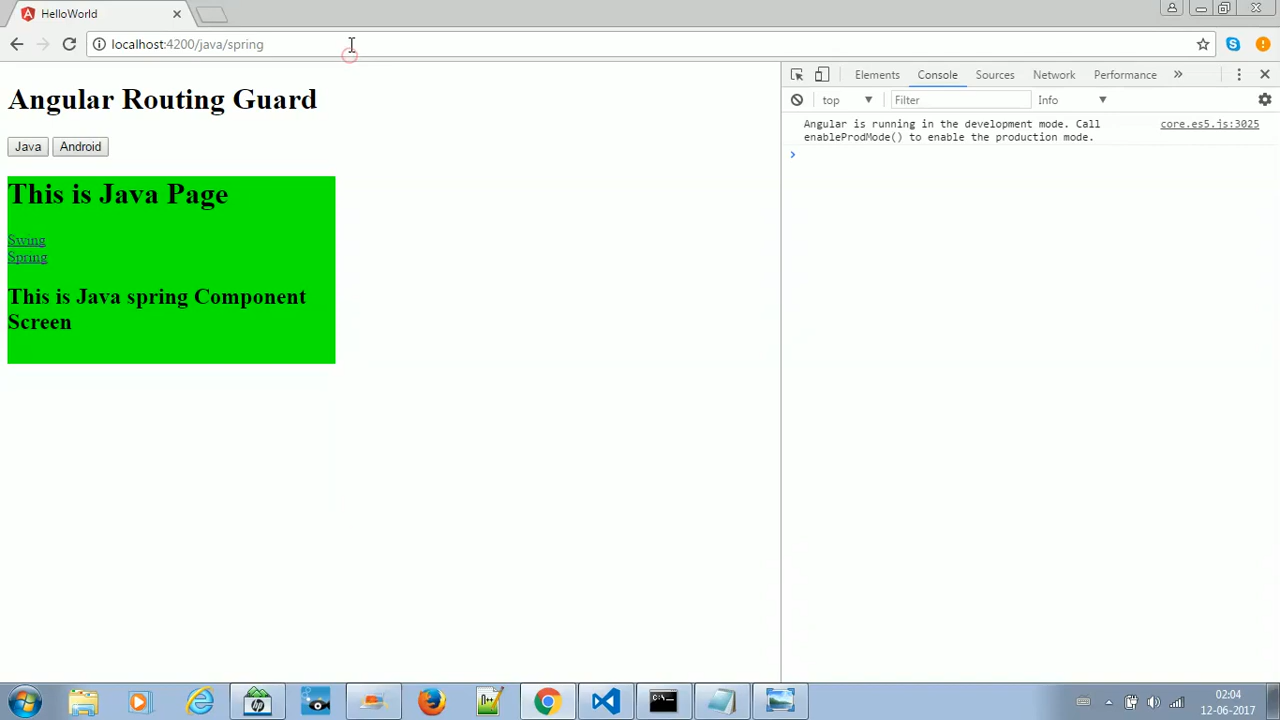 HelloWorld
localhost:4200/java/spring
Elements Console Sources Network Performance »
top Filter Info
Angular is running in the development mode. Call core.es5.js:3025
enableProdMode() to enable the production mode.
Angular Routing Guard
Java Android
This is Java Page
Swing
Spring
This is Java spring Component
Screen
02:04
12-06-2017